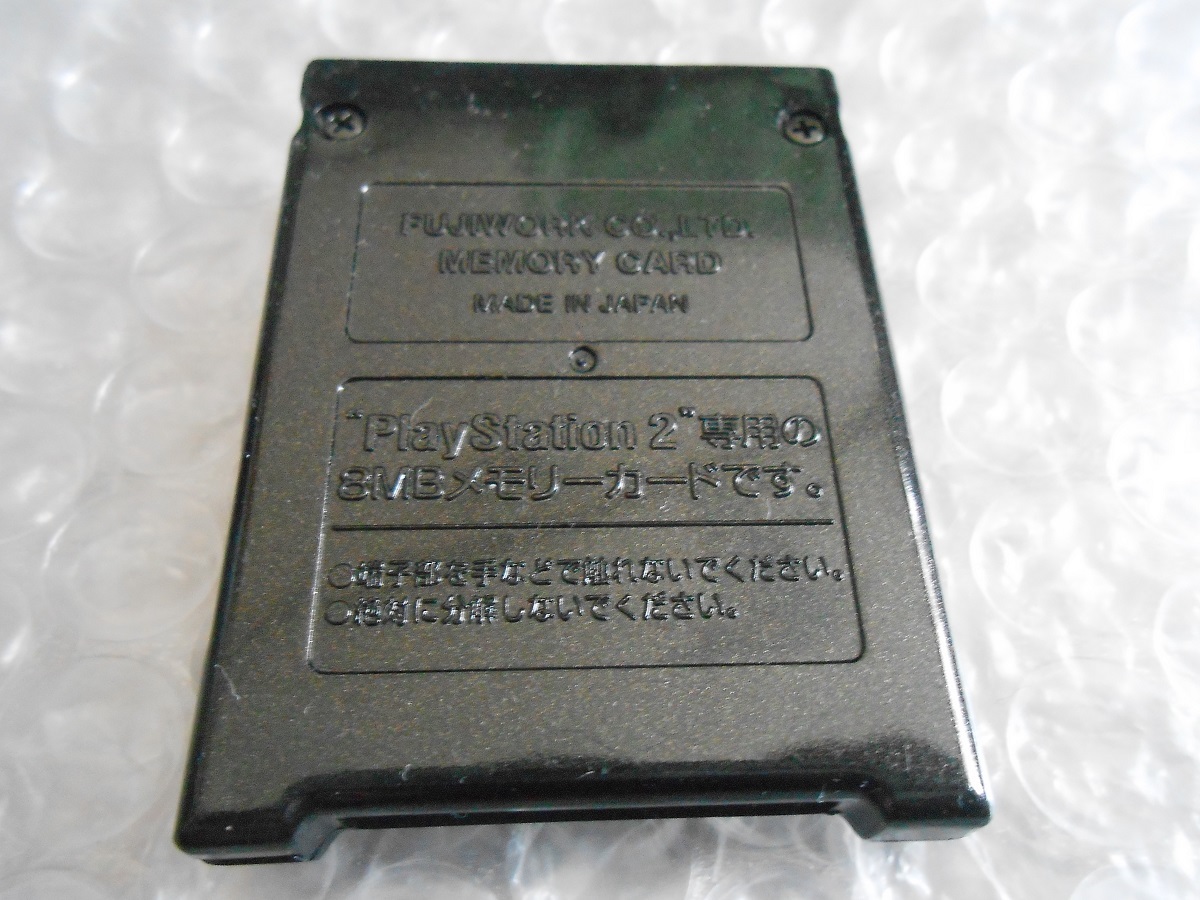 FUJIWORK CO.,LTD.
MEMORY CARD
MADE IN JAPAN
"PlayStation 2"専用の
8MBメモリーカードです。
○端子部を手などで触れないでください。
○絶対に分解しないでください。